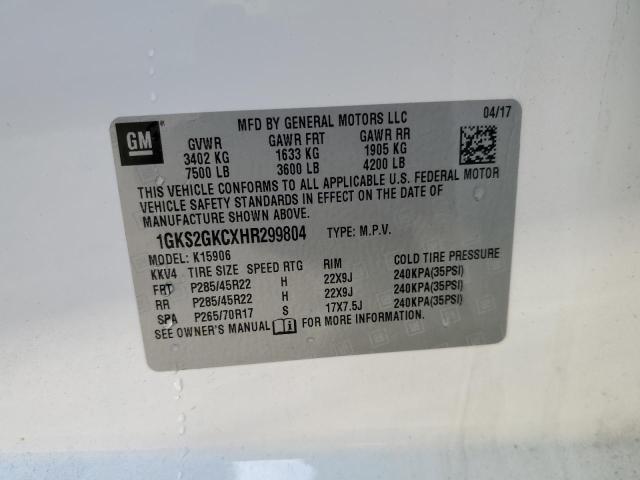 MFD BY GENERAL MOTORS LLC 04/17
GM
GVWR GAWR FRT GAWR RR
3402 KG 1633 KG 1905 KG
7500 LB 3600 LB 4200 LB
THIS VEHICLE CONFORMS TO ALL APPLICABLE U.S. FEDERAL MOTOR
VEHICLE SAFETY STANDARDS IN EFFECT ON THE DATE OF
MANUFACTURE SHOWN ABOVE.
1GKS2GKCXHR299804 TYPE: M.P.V.
MODEL: K15906
KKV4 TIRE SIZE SPEED RTG RIM COLD TIRE PRESSURE
FRT P285/45R22 H 22X9J 240KPA(35PSI)
RR P285/45R22 H 22X9J 240KPA(35PSI)
SPA P265/70R17 S 17X7.5J 240KPA(35PSI)
SEE OWNER'S MANUAL FOR MORE INFORMATION.